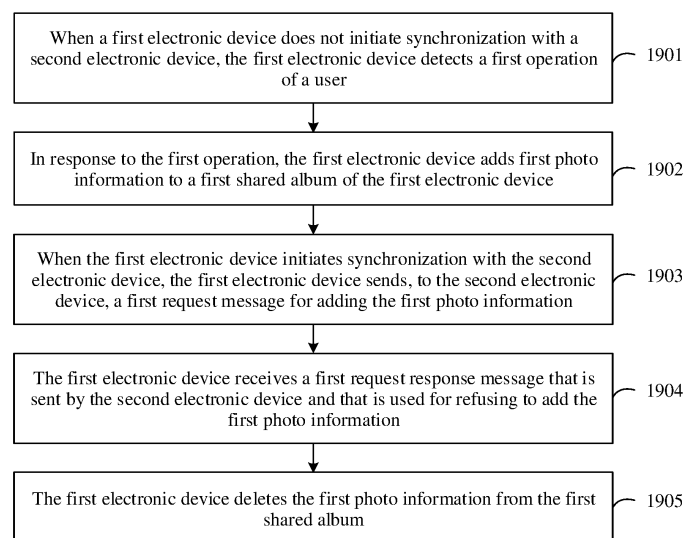 When a first electronic device does not initiate synchronization with a
second electronic device, the first electronic device detects a first operation
of a user
1901
In response to the first operation, the first electronic device adds first photo
information to a first shared album of the first electronic device
1902
When the first electronic device initiates synchronization with the second
electronic device, the first electronic device sends, to the second electronic
device, a first request message for adding the first photo information
1903
The first electronic device receives a first request response message that is
sent by the second electronic device and that is used for refusing to add the
first photo information
1904
The first electronic device deletes the first photo information from the first
shared album
1905